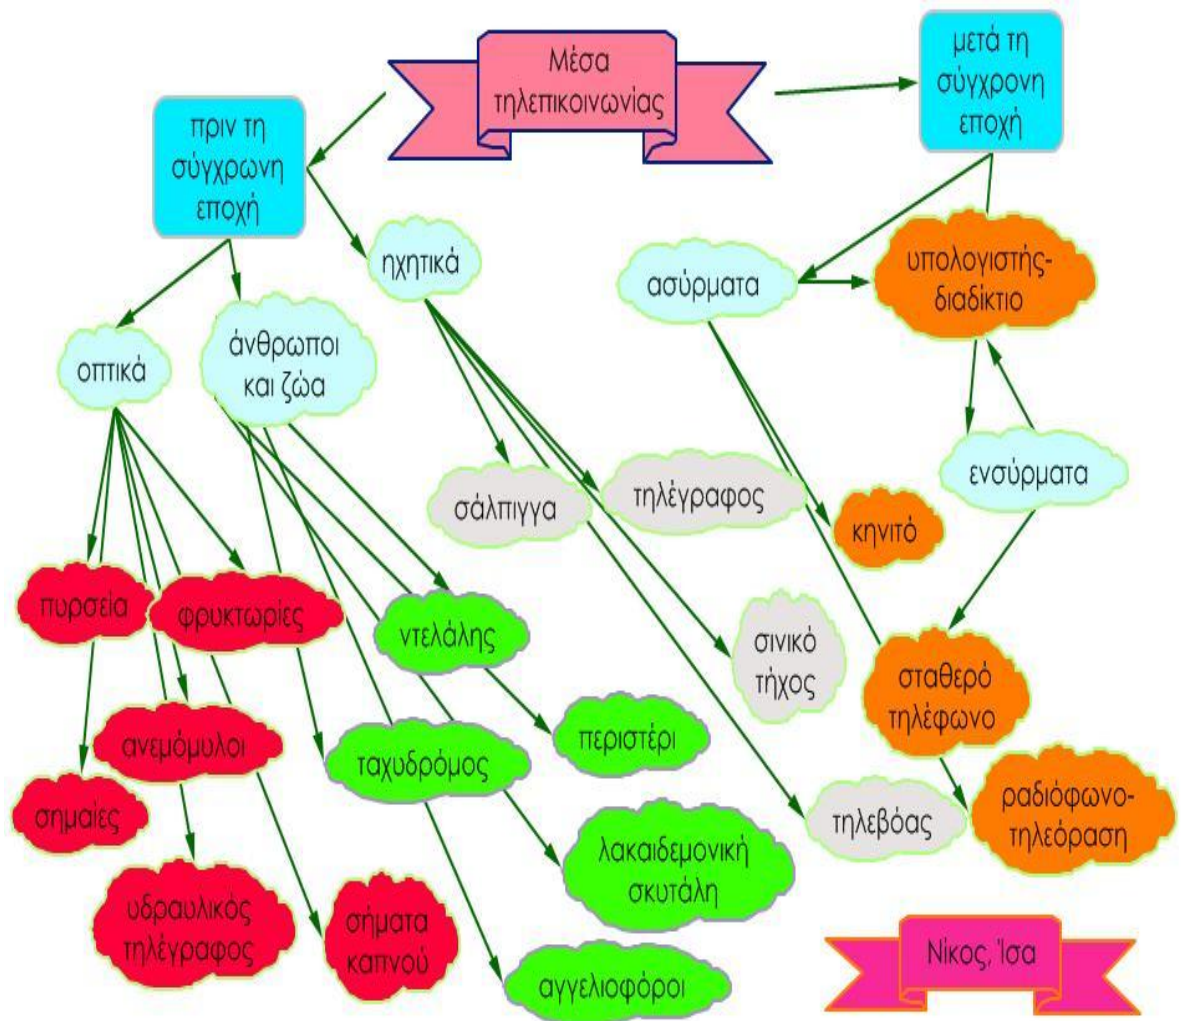 Μέσα
τηλεπικοινωνίας
μετά τη
σύγχρονη
εποχή
πριν τη
σύγχρωνη
εποχή
ηχητικά
ασύρματα
υπολογιστής-
διαδίκτιο
οπτικά
άνθρωποι
και ζώα
ενσύρματα
σάλπιγγα
τηλέγραφος
κηνιτό
πυρσεία
φρυκτωρίες
ντελάλης
σινικό
τήχος
σταθερό
τηλέφωνο
ανεμόμυλοι
ταχυδρόμος
περιστέρι
σημαίες
τηλεβόας
ραδιόφωνο-
τηλεόραση
λακαιδεμονική
σκυτάλη
υδραυλικός
τηλέγραφος
σήματα
καπνού
αγγελιοφόροι
Νίκος, Ίσα